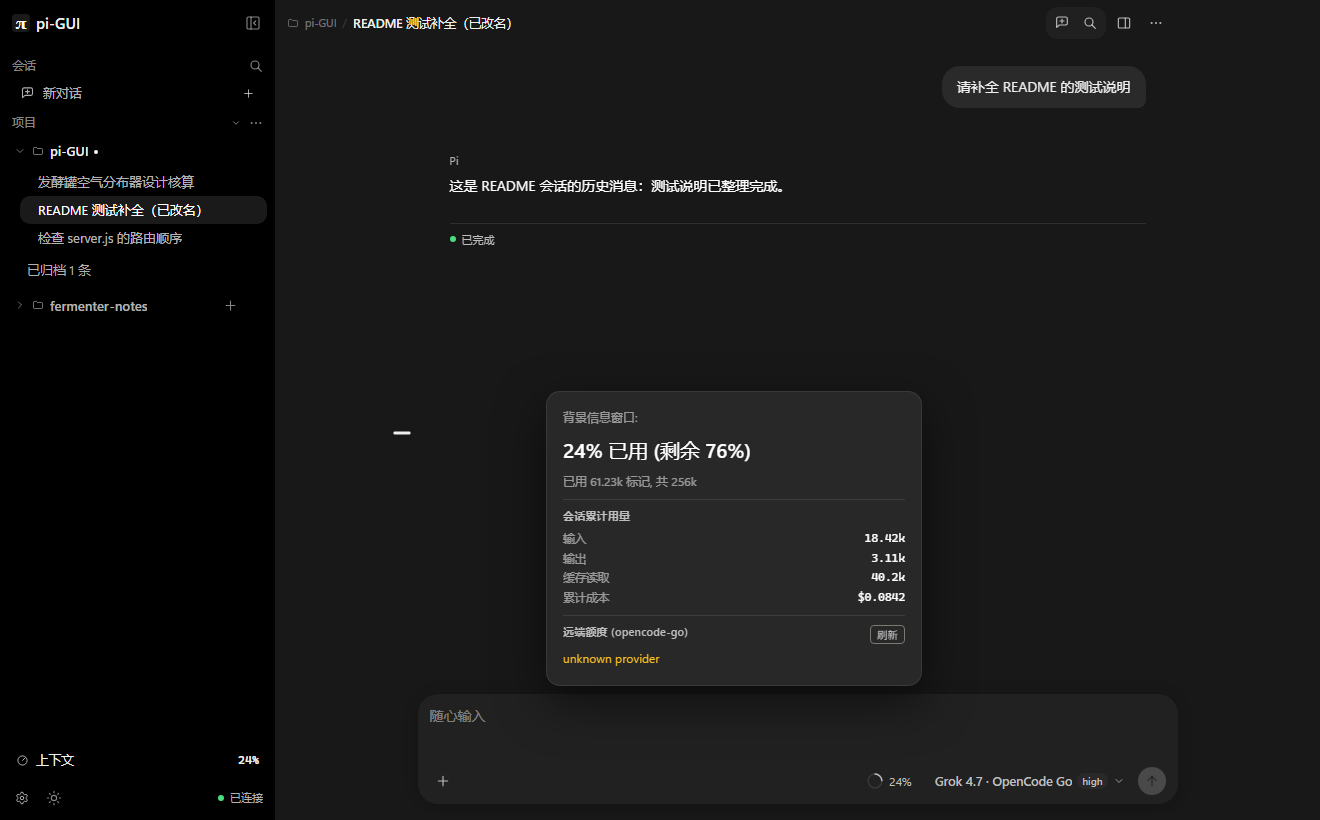 π pi-GUI
会话
新对话
项目
pi-GUI
发酵罐空气分布器设计核算
README 测试补全（已改名）
检查 server.js 的路由顺序
已归档 1 条
fermenter-notes
上下文 24%
已连接
pi-GUI / README 测试补全（已改名）
请补全 README 的测试说明
Pi
这是 README 会话的历史消息：测试说明已整理完成。
已完成
背景信息窗口:
24% 已用 (剩余 76%)
已用 61.23k 标记, 共 256k
会话累计用量
输入 18.42k
输出 3.11k
缓存读取 40.2k
累计成本 $0.0842
远端额度 (opencode-go) 刷新
unknown provider
随心输入
24% Grok 4.7 · OpenCode Go high